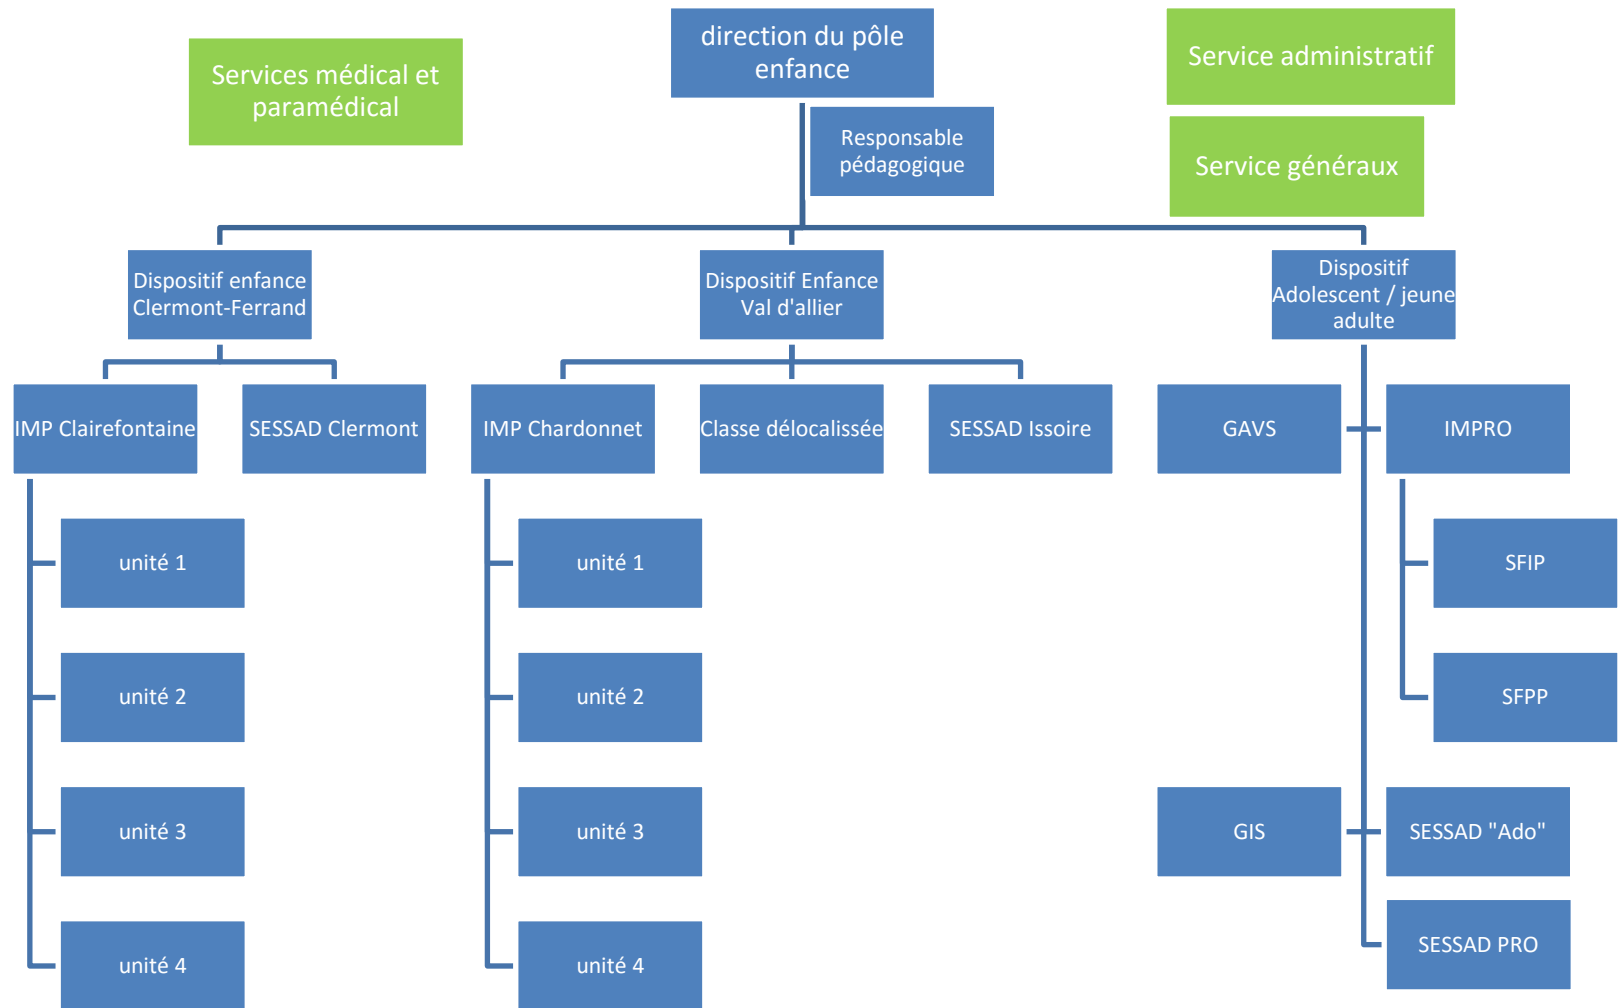 direction du pôle
enfance
Services médical et
paramédical
Service administratif
Responsable
pédagogique
Service généraux
Dispositif enfance
Clermont-Ferrand
Dispositif Enfance
Val d'allier
Dispositif
Adolescent / jeune
adulte
IMP Clairefontaine
SESSAD Clermont
IMP Chardonnet
Classe délocalissée
SESSAD Issoire
GAVS
IMPRO
unité 1
unité 1
SFIP
unité 2
unité 2
SFPP
unité 3
unité 3
GIS
SESSAD "Ado"
unité 4
unité 4
SESSAD PRO